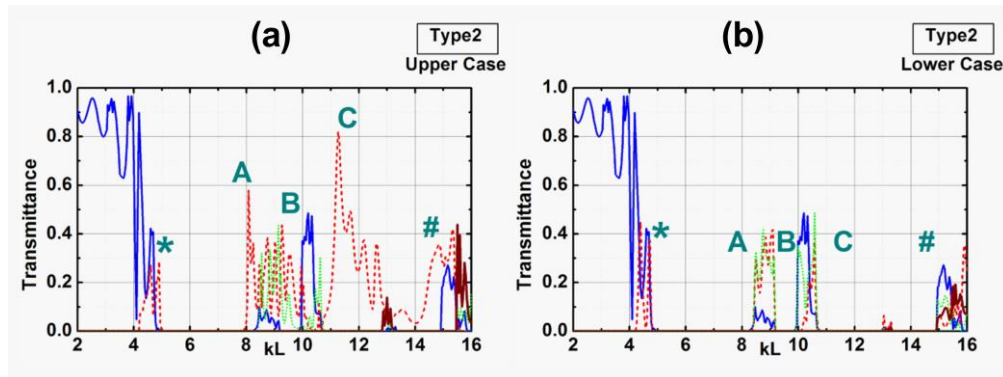 (a)
Type2
Upper Case
Transmittance
1.0
0.8
0.6
0.4
0.2
0.0
A
B
C
*
#
2 4 6 8 10 12 14 16
kL
(b)
Type2
Lower Case
Transmittance
1.0
0.8
0.6
0.4
0.2
0.0
*
A B C
#
2 4 6 8 10 12 14 16
kL